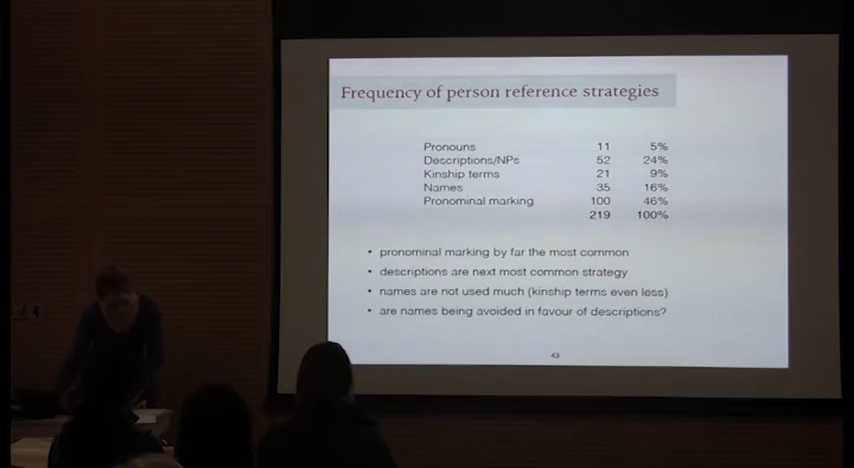 Frequency of person reference strategies
Pronouns 11 5%
Descriptions/NPs 52 24%
Kinship terms 21 9%
Names 35 16%
Pronominal marking 100 46%
219 100%
• pronominal marking by far the most common
• descriptions are next most common strategy
• names are not used much (kinship terms even less)
• are names being avoided in favour of descriptions?
43